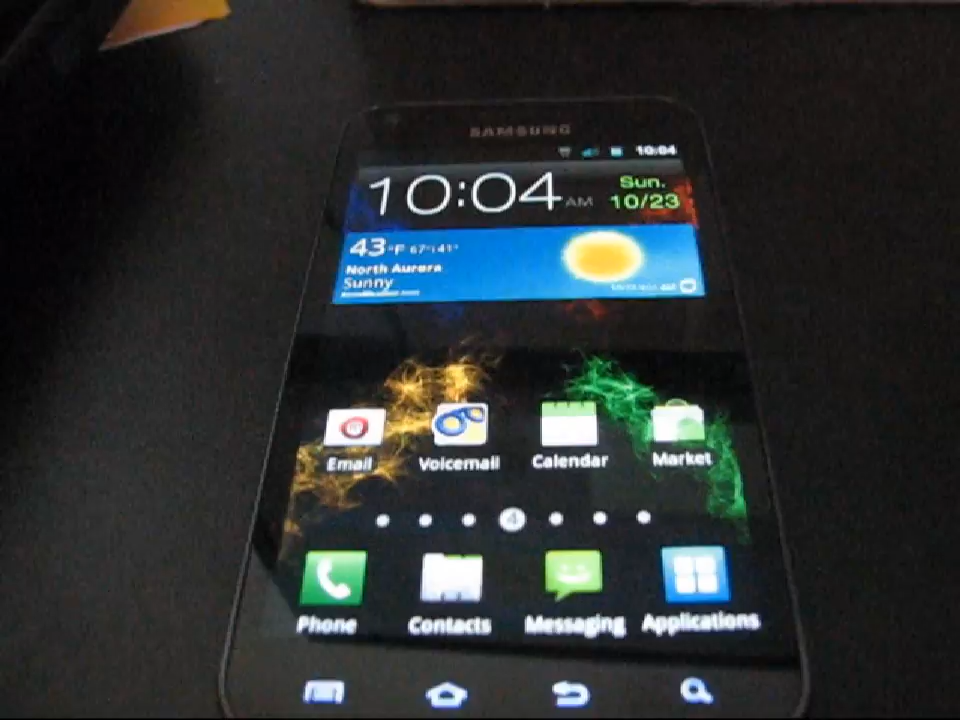 SAMSUNG
10:04
10:04 AM
Sun.
10/23
43°F 67°/41°
North Aurora
Sunny
Email
Voicemail
Calendar
Market
4
Phone
Contacts
Messaging
Applications